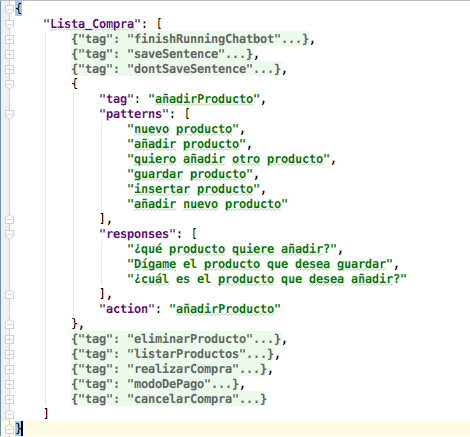 {
"Lista_Compra": [
{"tag": "finishRunningChatbot"...},
{"tag": "saveSentence"...},
{"tag": "dontSaveSentence"...},
{
"tag": "añadirProducto",
"patterns": [
"nuevo producto",
"añadir producto",
"quiero añadir otro producto",
"guardar producto",
"insertar producto",
"añadir nuevo producto"
],
"responses": [
"¿qué producto quiere añadir?",
"Dígame el producto que desea guardar",
"¿cuál es el producto que desea añadir?"
],
"action": "añadirProducto"
},
{"tag": "eliminarProducto"...},
{"tag": "listarProductos"...},
{"tag": "realizarCompra"...},
{"tag": "modoDePago"...},
{"tag": "cancelarCompra"...}
]
}